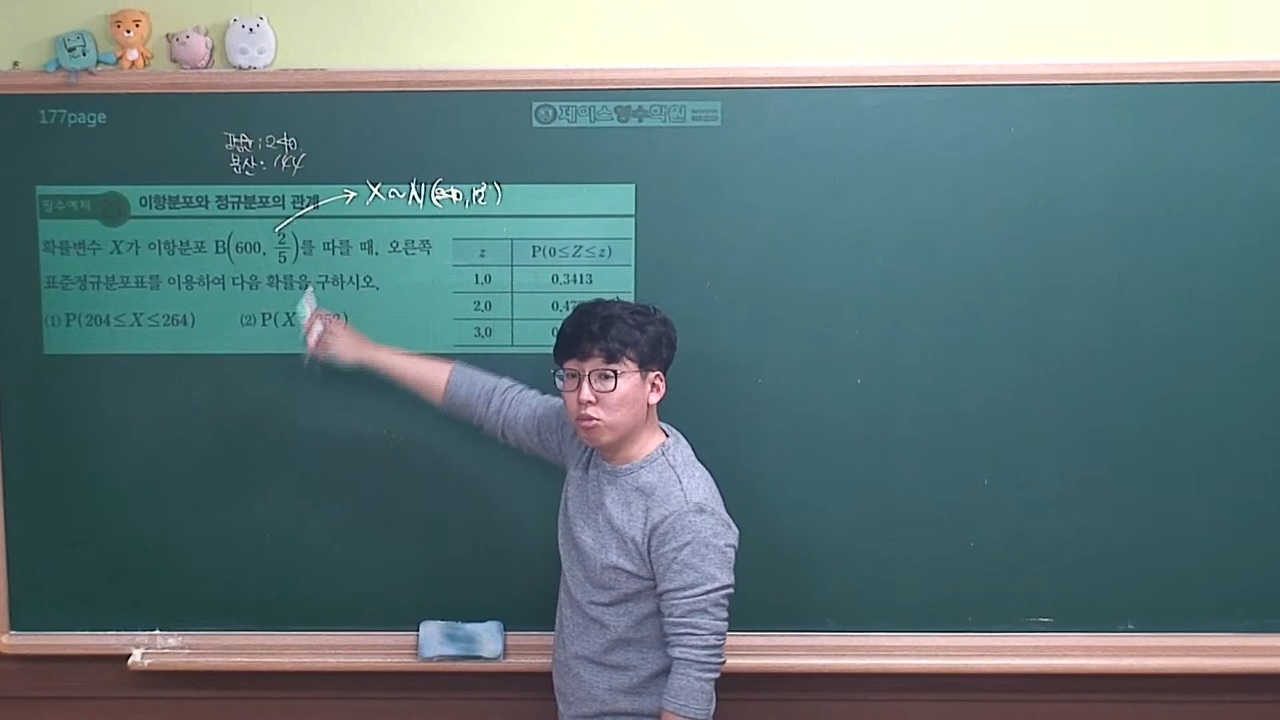 177page
제이스영수학원
평균:240
분산:144
X~N(240,12²)
필수예제 21 이항분포와 정규분포의 관계
확률변수 X가 이항분포 B(600, 2/5)를 따를 때, 오른쪽
표준정규분포표를 이용하여 다음 확률을 구하시오.
(1) P(204≤X≤264) (2) P(X
z P(0≤Z≤z)
1.0 0.3413
2.0 0.47
3.0